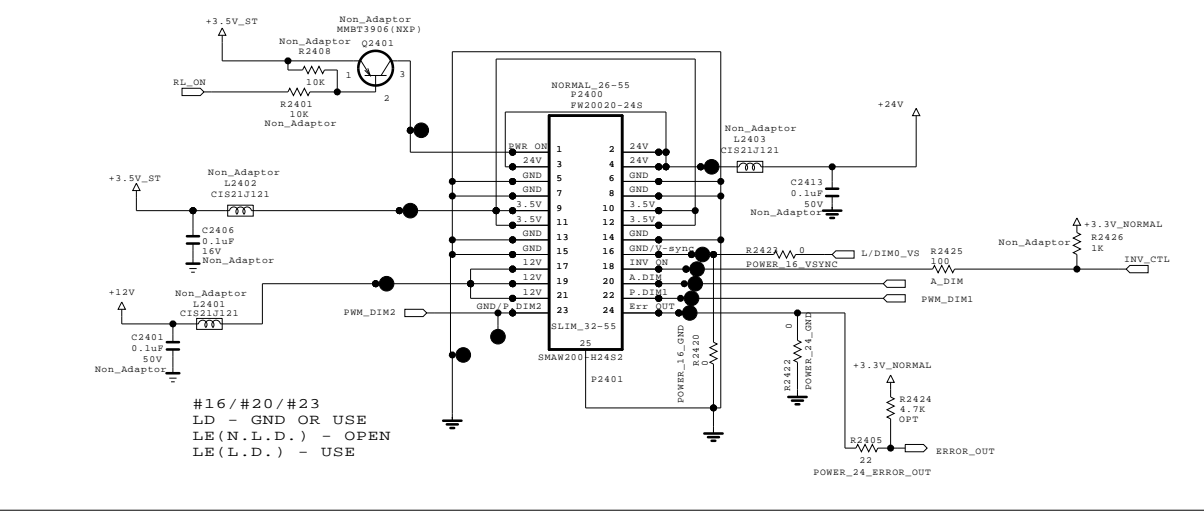 +3.5V_ST
Non_Adaptor
MMBT3906(NXP)
Q2401
Non_Adaptor
R2408
10K
1
3
2
RL_ON
R2401
10K
Non_Adaptor
NORMAL_26-55
P2400
FW20020-24S
+24V
Non_Adaptor
L2403
CIS21J121
C2413
0.1uF
50V
Non_Adaptor
PWR_ON 1 2 24V
24V 3 4 24V
GND 5 6 GND
GND 7 8 GND
3.5V 9 10 3.5V
3.5V 11 12 3.5V
GND 13 14 GND
GND 15 16 GND/V-sync
12V 17 18 INV_ON
12V 19 20 A.DIM
12V 21 22 P.DIM1
GND/P.DIM2 23 24 Err_OUT
SLIM_32-55
25
SMAW200-H24S2
P2401
+3.5V_ST
Non_Adaptor
L2402
CIS21J121
C2406
0.1uF
16V
Non_Adaptor
+12V
Non_Adaptor
L2401
CIS21J121
C2401
0.1uF
50V
Non_Adaptor
PWM_DIM2
R2423
0
POWER_16_VSYNC
L/DIM0_VS
R2425
100
A_DIM
PWM_DIM1
+3.3V_NORMAL
Non_Adaptor
R2426
1K
INV_CTL
POWER_16_GND
R2420
0
R2422
0
POWER_24_GND
+3.3V_NORMAL
R2424
4.7K
OPT
R2405
22
POWER_24_ERROR_OUT
ERROR_OUT
#16/#20/#23
LD - GND OR USE
LE(N.L.D.) - OPEN
LE(L.D.) - USE